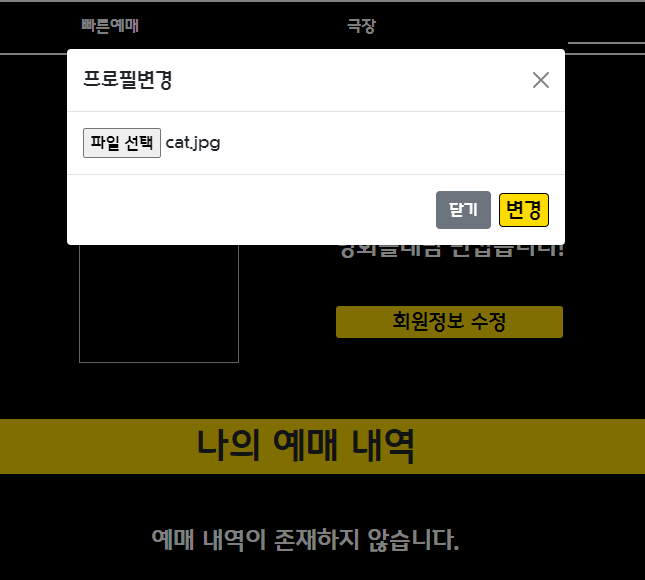 빠른예매 극장
프로필변경
파일 선택 cat.jpg
닫기 변경
회원정보 수정
나의 예매 내역
예매 내역이 존재하지 않습니다.